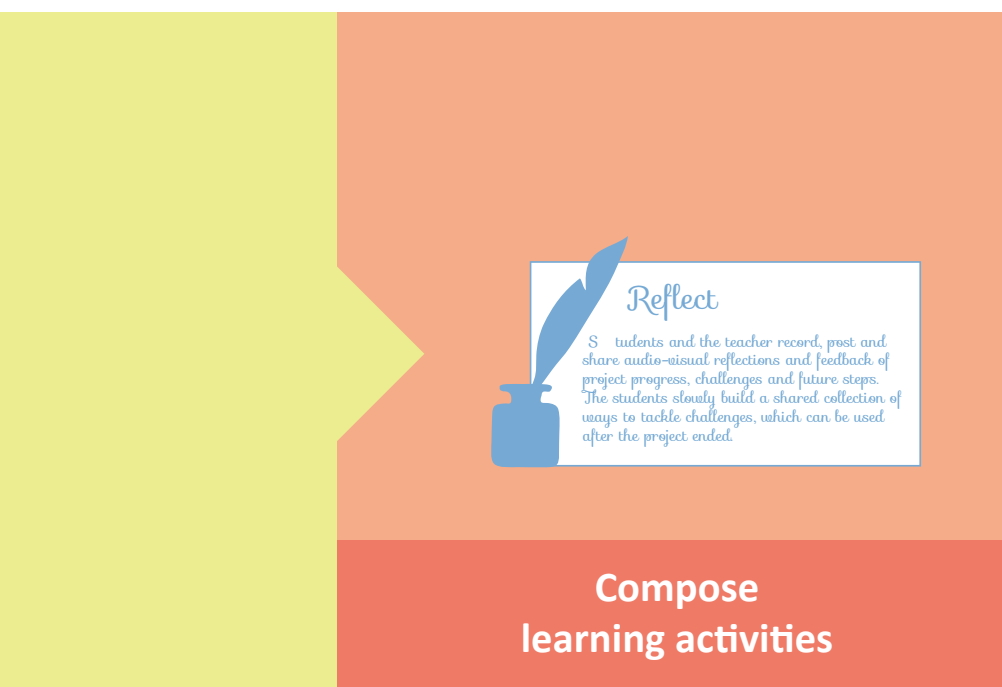 Reflect
S tudents and the teacher record, post and
share audio-visual reflections and feedback of
project progress, challenges and future steps.
The students slowly build a shared collection of
ways to tackle challenges, which can be used
after the project ended.
Compose
learning activities